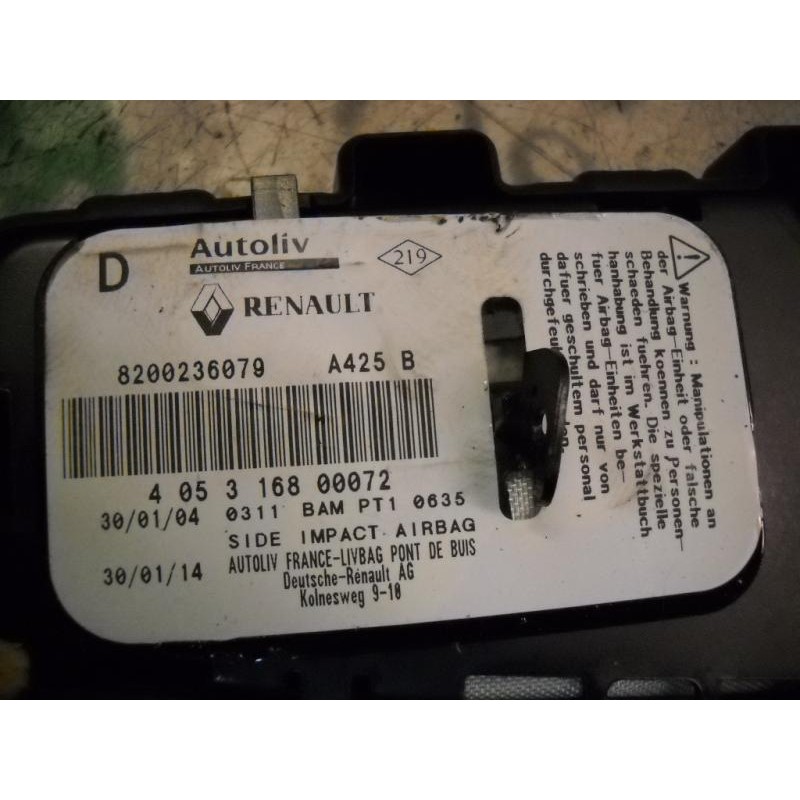 D
Autoliv
AUTOLIV FRANCE
219
RENAULT
8200236079 A425 B
4 05 3 168 00072
30/01/04 0311 BAM PT1 0635
SIDE IMPACT AIRBAG
30/01/14 AUTOLIV FRANCE-LIVBAG PONT DE BUIS
Deutsche-Rénault AG
Kolnesweg 9-10
Warnung : Manipulationen an
der Airbag-Einheit oder falsche
Behandlung koennen zu Personen-
schaeden fuehren. Die spezielle
hanhabung ist im Werkstattbuch
fuer Airbag-Einheiten be-
schrieben und darf nur von
dafuer geschultem personal
durchgefeu